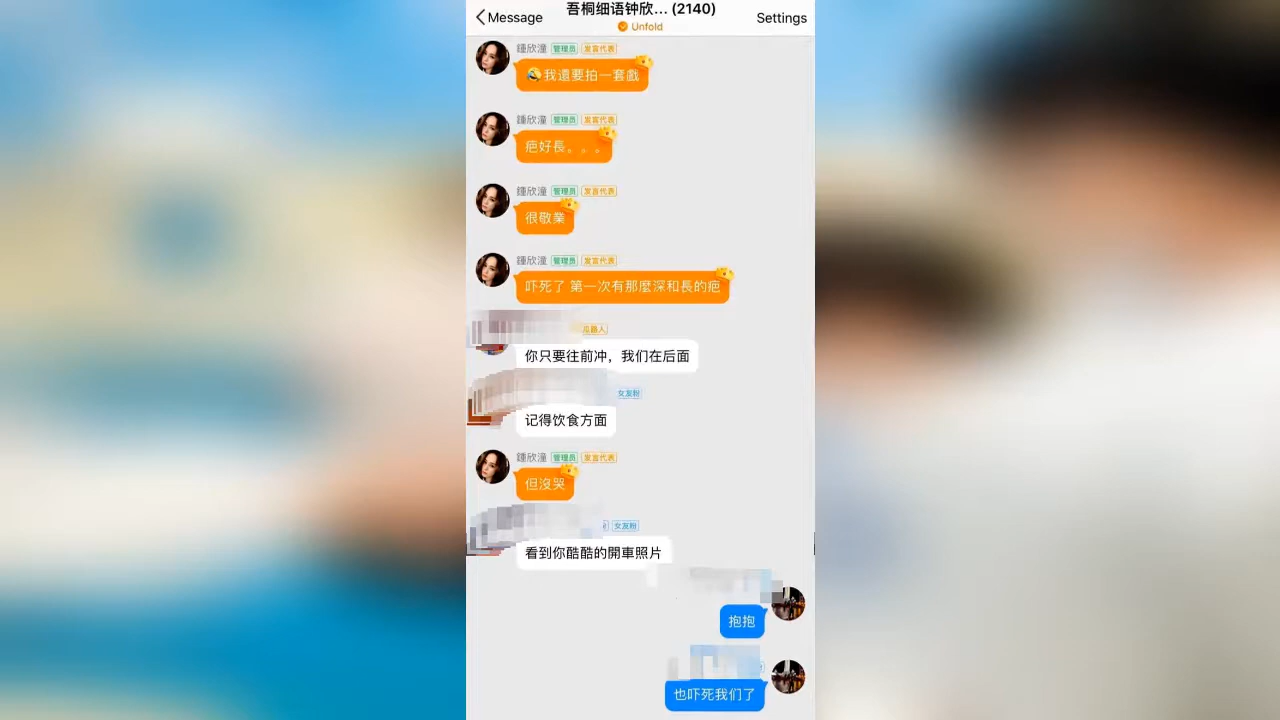 吾桐细语钟欣... (2140)
Message
Unfold
Settings
鍾欣潼 管理员 发言代表
我還要拍一套戲
鍾欣潼 管理员 发言代表
疤好長。。。
鍾欣潼 管理员 发言代表
很敬業
鍾欣潼 管理员 发言代表
吓死了 第一次有那麼深和長的疤
路人
你只要往前冲，我们在后面
女友粉
记得饮食方面
鍾欣潼 管理员 发言代表
但沒哭
女友粉
看到你酷酷的開車照片
抱抱
也吓死我们了